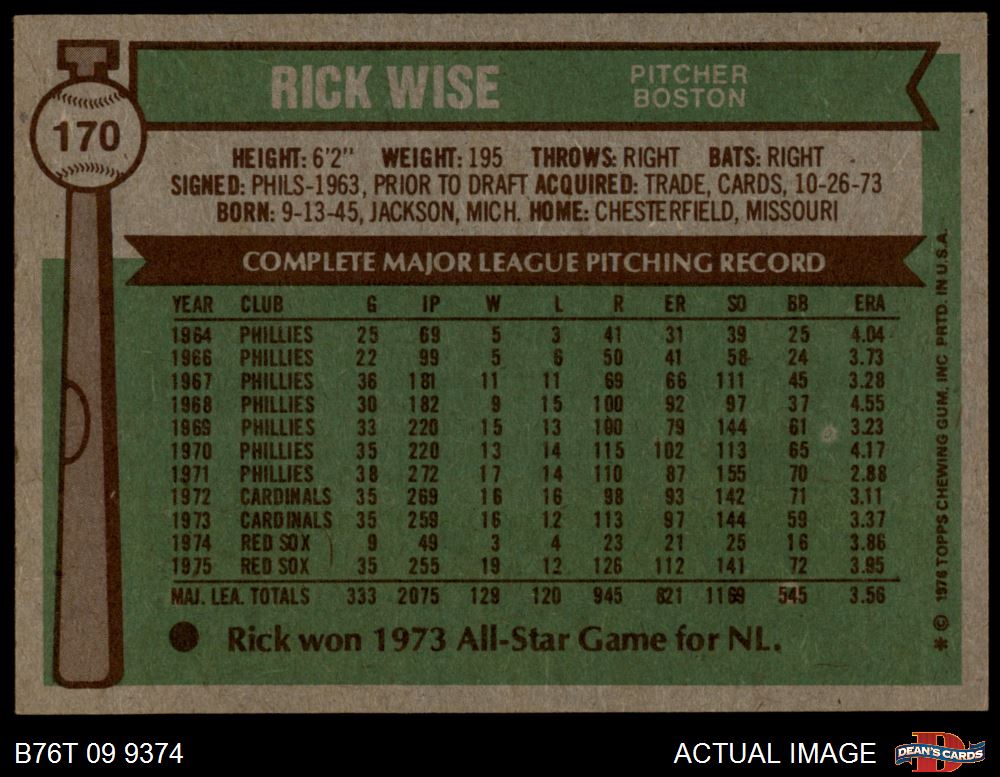 RICK WISE
PITCHER
BOSTON
170
HEIGHT: 6'2" WEIGHT: 195 THROWS: RIGHT BATS: RIGHT
SIGNED: PHILS-1963, PRIOR TO DRAFT ACQUIRED: TRADE, CARDS, 10-26-73
BORN: 9-13-45, JACKSON, MICH. HOME: CHESTERFIELD, MISSOURI
COMPLETE MAJOR LEAGUE PITCHING RECORD
YEAR CLUB G IP W L R ER SO BB ERA
1964 PHILLIES 25 69 5 3 41 31 39 25 4.04
1966 PHILLIES 22 99 5 6 50 41 58 24 3.73
1967 PHILLIES 36 181 11 11 69 66 111 45 3.28
1968 PHILLIES 30 182 9 15 100 92 97 37 4.55
1969 PHILLIES 33 220 15 13 100 79 144 61 3.23
1970 PHILLIES 35 220 13 14 115 102 113 65 4.17
1971 PHILLIES 38 272 17 14 110 87 155 70 2.88
1972 CARDINALS 35 269 16 16 98 93 142 71 3.11
1973 CARDINALS 35 259 16 12 113 97 144 59 3.37
1974 RED SOX 9 49 3 4 23 21 25 16 3.86
1975 RED SOX 35 255 19 12 126 112 141 72 3.95
MAJ. LEA. TOTALS 333 2075 129 120 945 821 1169 545 3.56
Rick won 1973 All-Star Game for NL.
* © 1976 TOPPS CHEWING GUM, INC. PRTD. IN U.S.A.
B76T 09 9374
ACTUAL IMAGE
DEAN'S CARDS